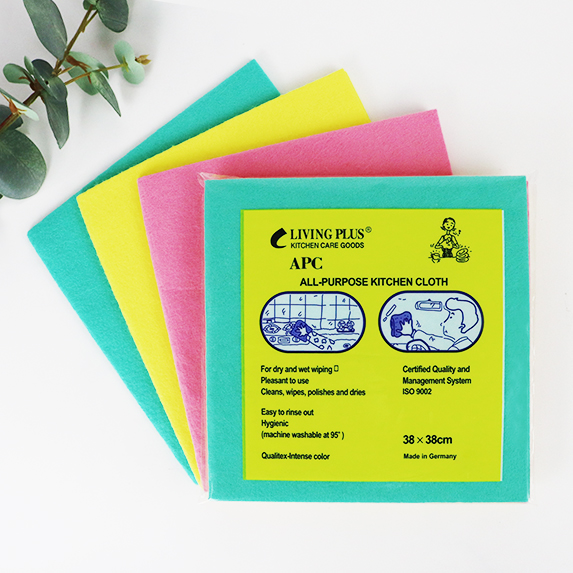 LIVING PLUS®
KITCHEN CARE GOODS
APC
ALL-PURPOSE KITCHEN CLOTH
For dry and wet wiping
Pleasant to use
Cleans, wipes, polishes and dries
Easy to rinse out
Hygienic
(machine washable at 95˚)
Qualitex-Intense color
Certified Quality and
Management System
ISO 9002
38×38cm
Made in Germany